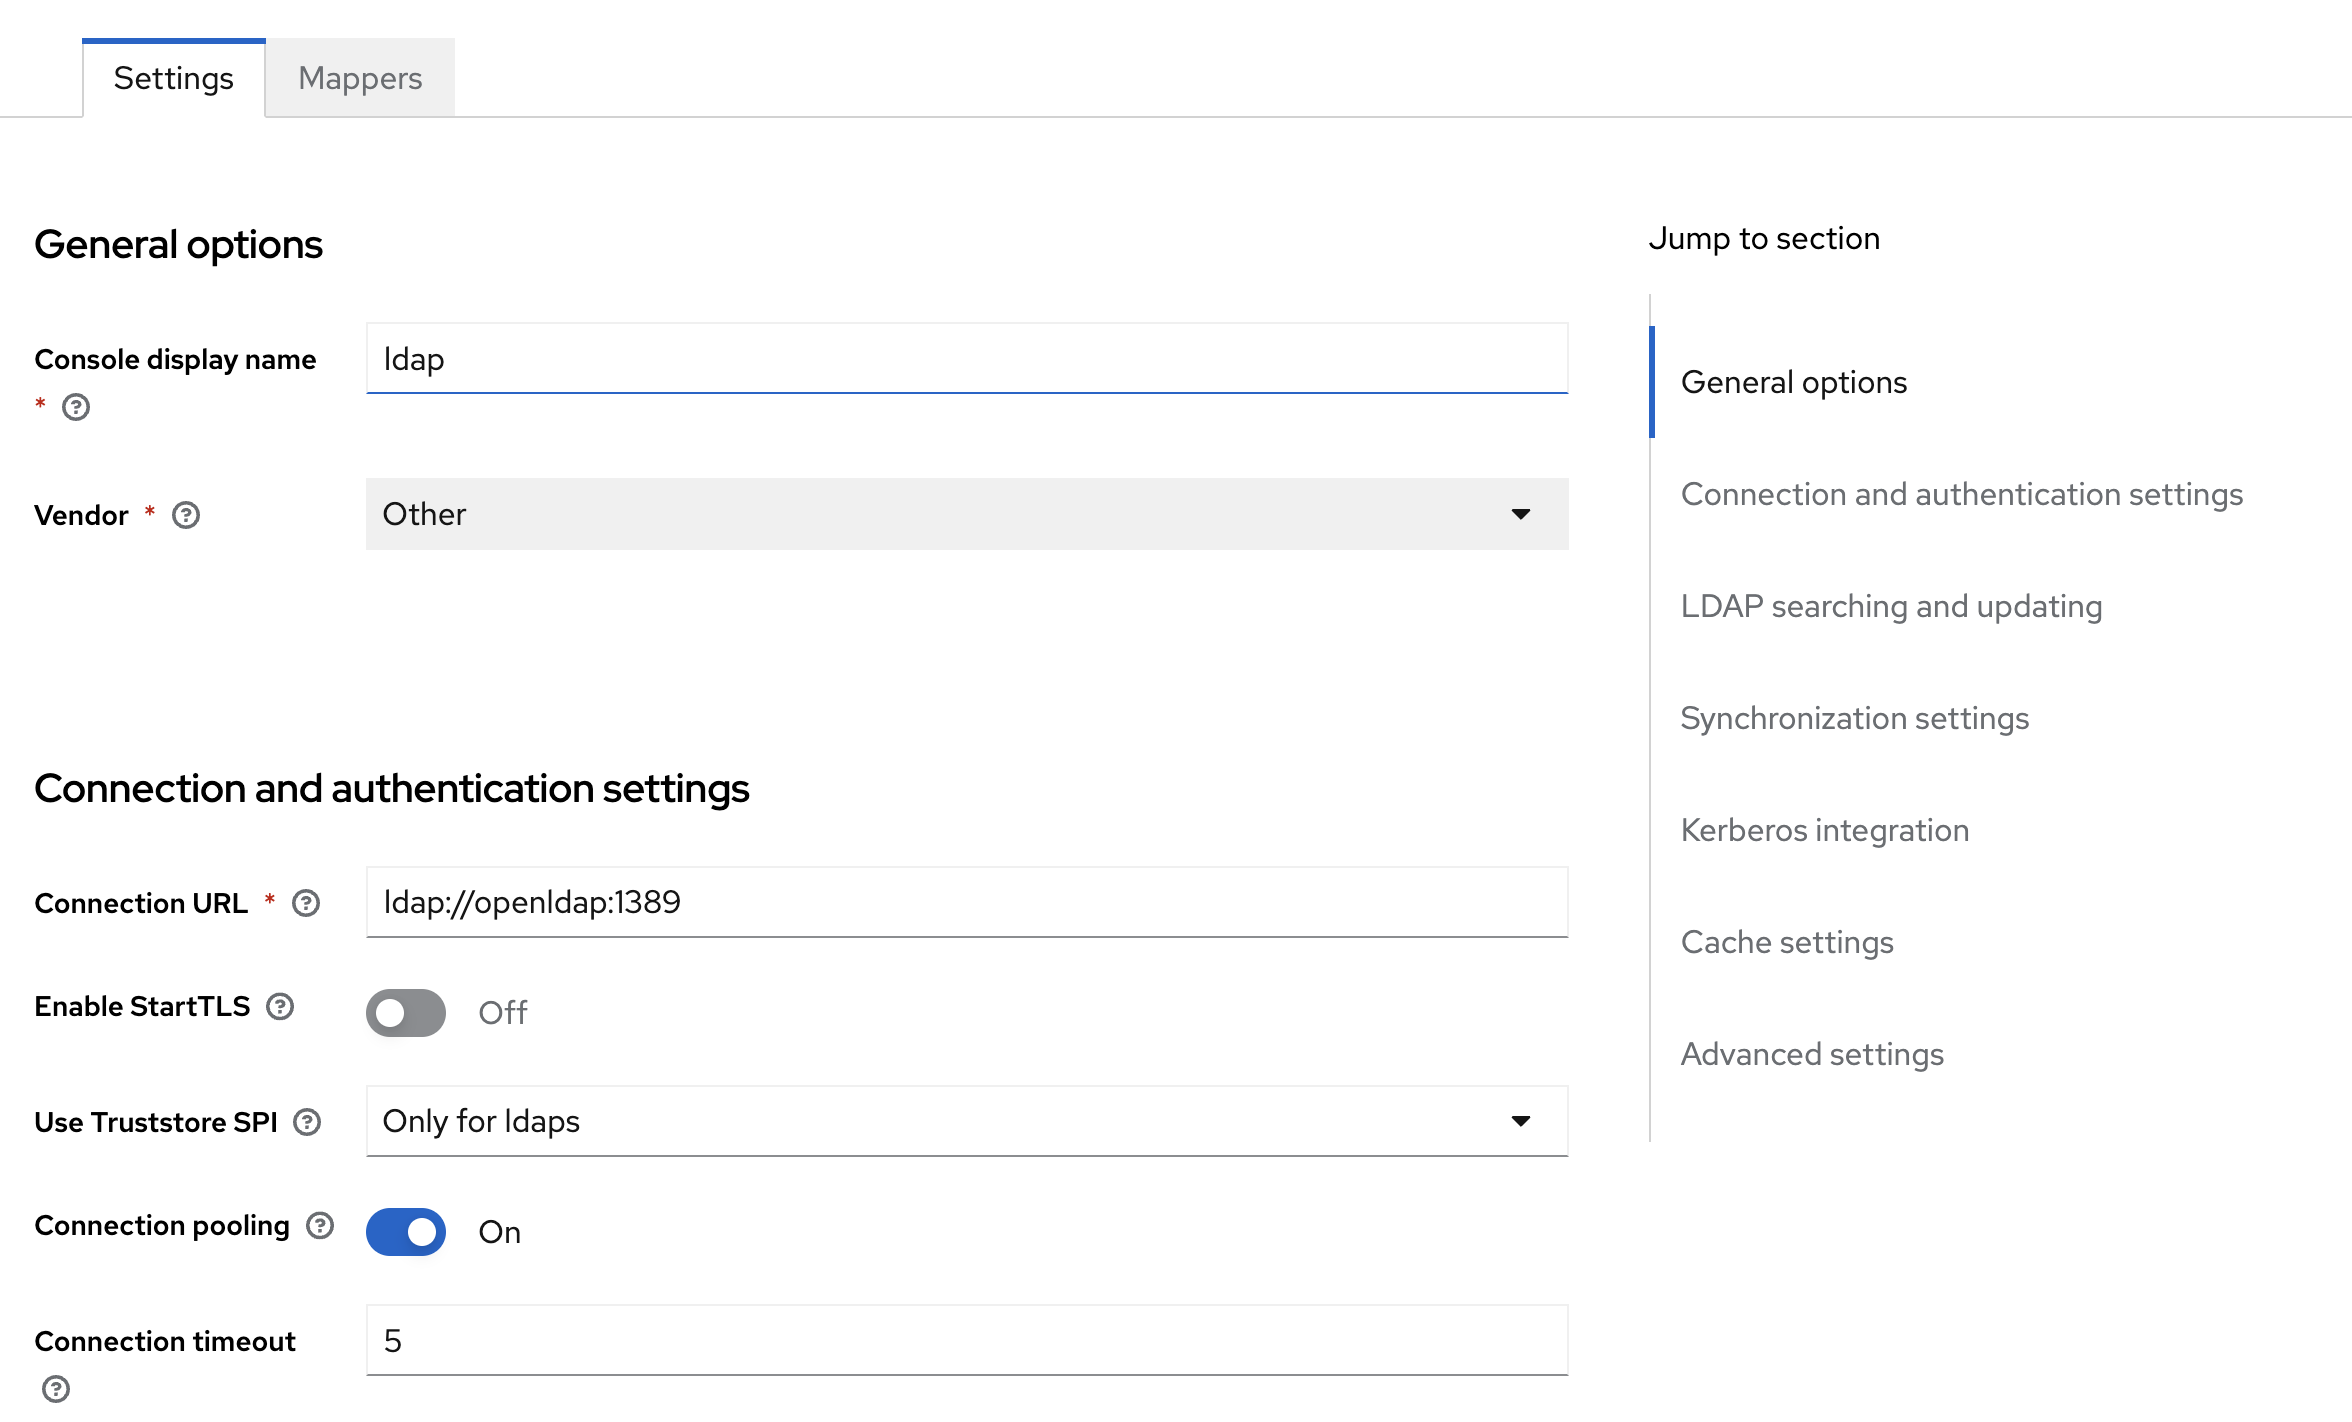 Settings
Mappers
General options
Console display name
*
ldap
Vendor *
Other
Connection and authentication settings
Connection URL *
ldap://openldap:1389
Enable StartTLS
Off
Use Truststore SPI
Only for ldaps
Connection pooling
On
Connection timeout
5
Jump to section
General options
Connection and authentication settings
LDAP searching and updating
Synchronization settings
Kerberos integration
Cache settings
Advanced settings